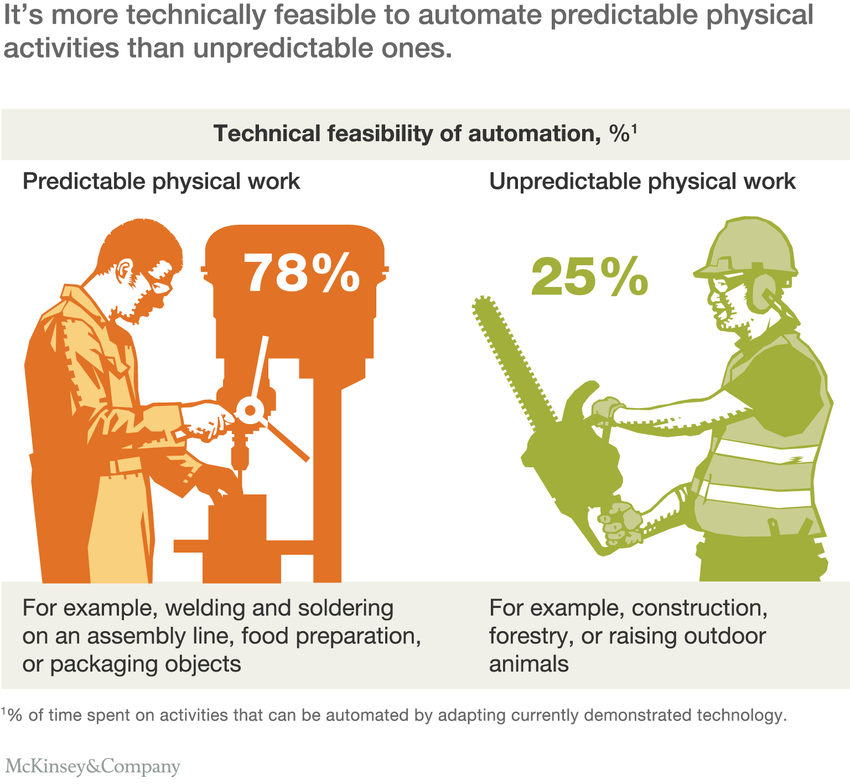 It's more technically feasible to automate predictable physical
activities than unpredictable ones.
Technical feasibility of automation, %¹
Predictable physical work
Unpredictable physical work
78%
25%
For example, welding and soldering
on an assembly line, food preparation,
or packaging objects
For example, construction,
forestry, or raising outdoor
animals
¹% of time spent on activities that can be automated by adapting currently demonstrated technology.
McKinsey&Company